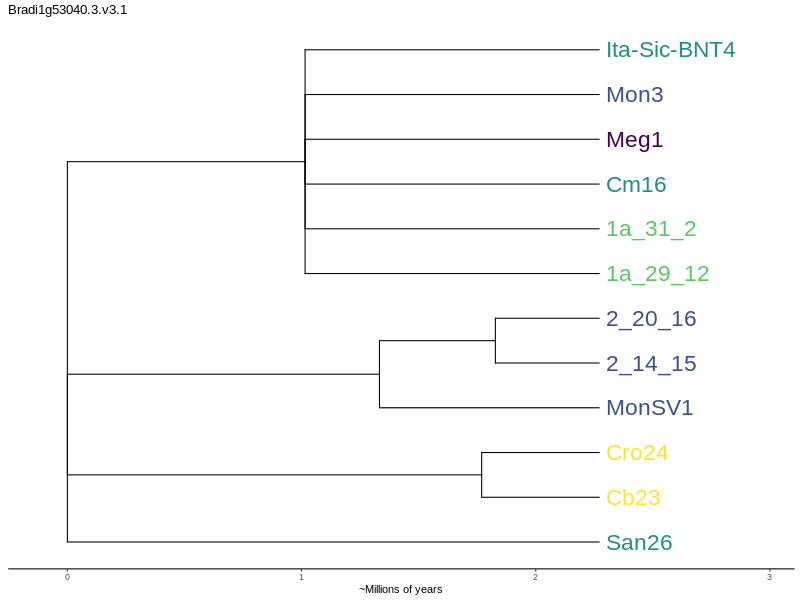 Bradi1g53040.3.v3.1
Ita-Sic-BNT4
Mon3
Meg1
Cm16
1a_31_2
1a_29_12
2_20_16
2_14_15
MonSV1
Cro24
Cb23
San26
0 1 2 3
~Millions of years